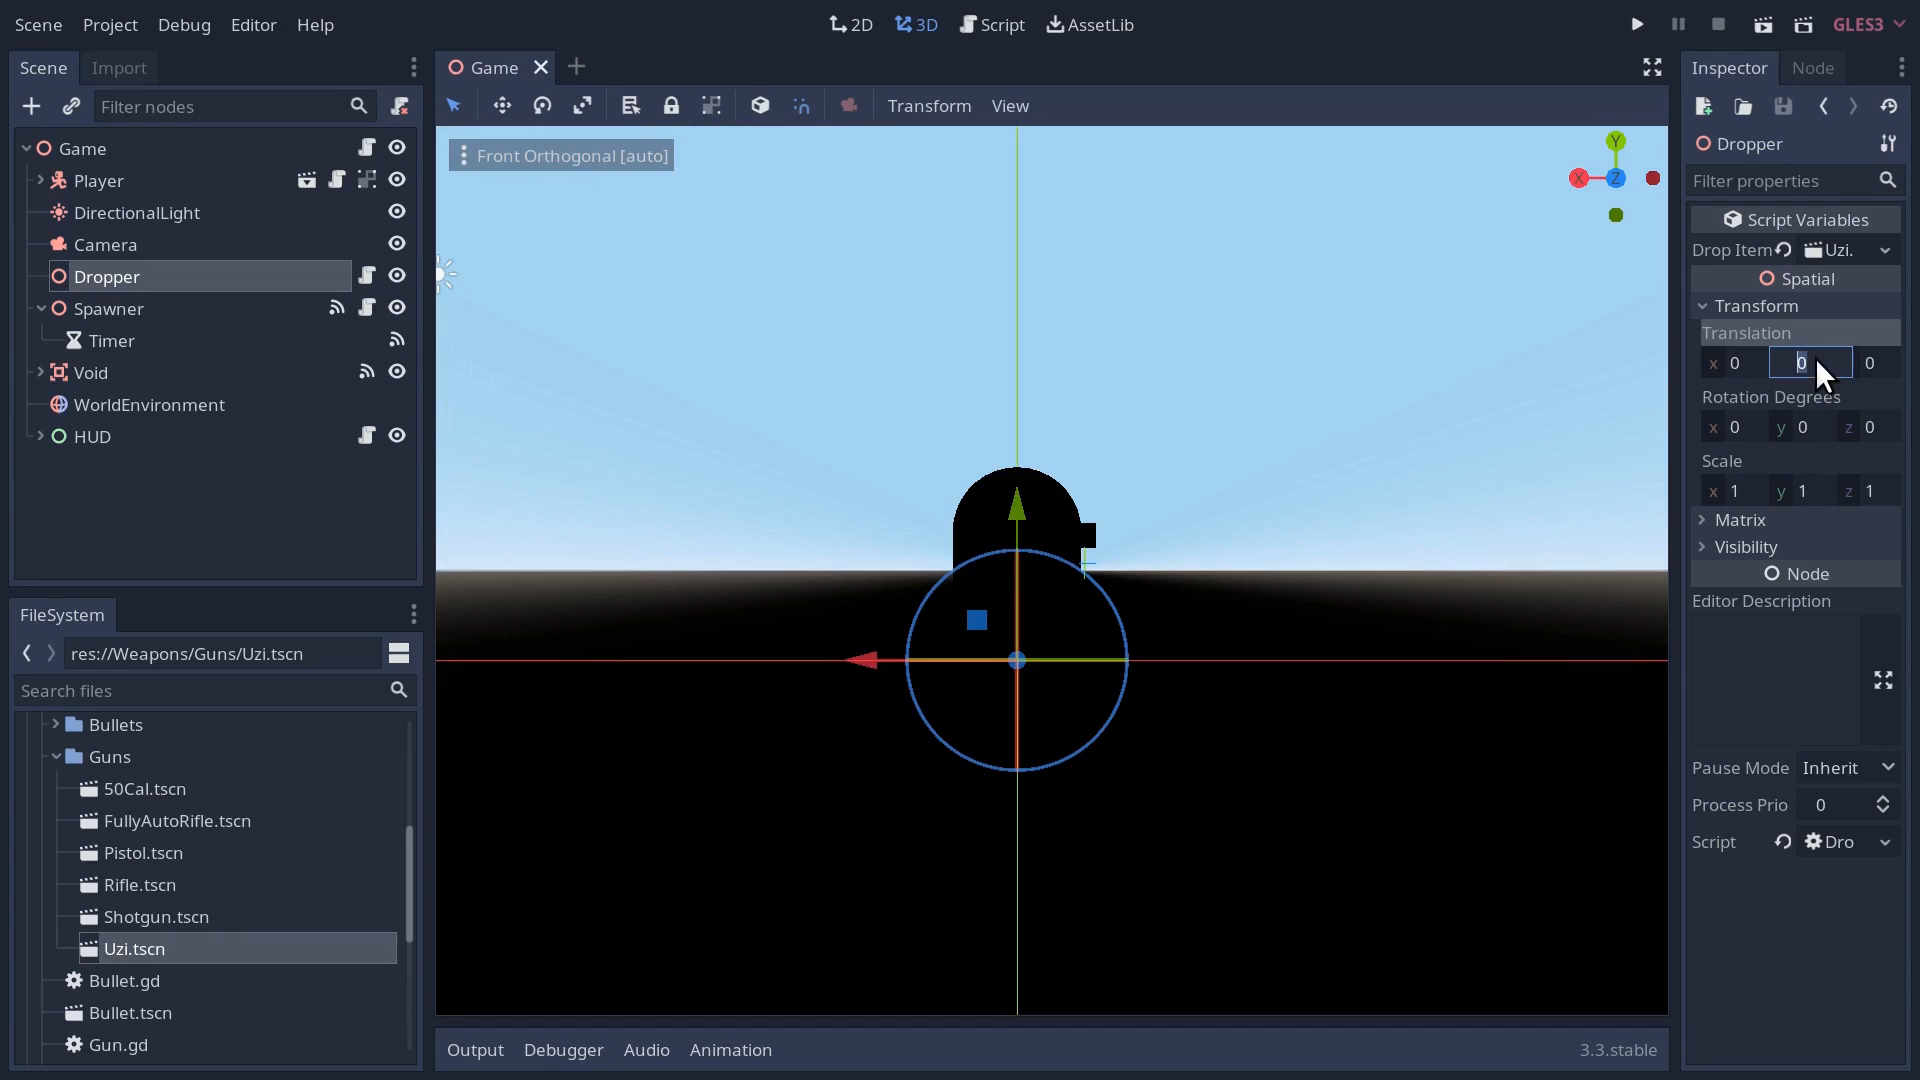 Scene Project Debug Editor Help
2D 3D Script AssetLib
GLES3
Scene Import
Filter nodes
Game
Player
DirectionalLight
Camera
Dropper
Spawner
Timer
Void
WorldEnvironment
HUD
FileSystem
res://Weapons/Guns/Uzi.tscn
Search files
Bullets
Guns
50Cal.tscn
FullyAutoRifle.tscn
Pistol.tscn
Rifle.tscn
Shotgun.tscn
Uzi.tscn
Bullet.gd
Bullet.tscn
Gun.gd
Game
Transform View
Front Orthogonal [auto]
Y
X
Z
Output Debugger Audio Animation
3.3.stable
Inspector Node
Dropper
Filter properties
Script Variables
Drop Item Uzi.
Spatial
Transform
Translation
x 0 0 0
Rotation Degrees
x 0 y 0 z 0
Scale
x 1 y 1 z 1
Matrix
Visibility
Node
Editor Description
Pause Mode Inherit
Process Prio 0
Script Dro